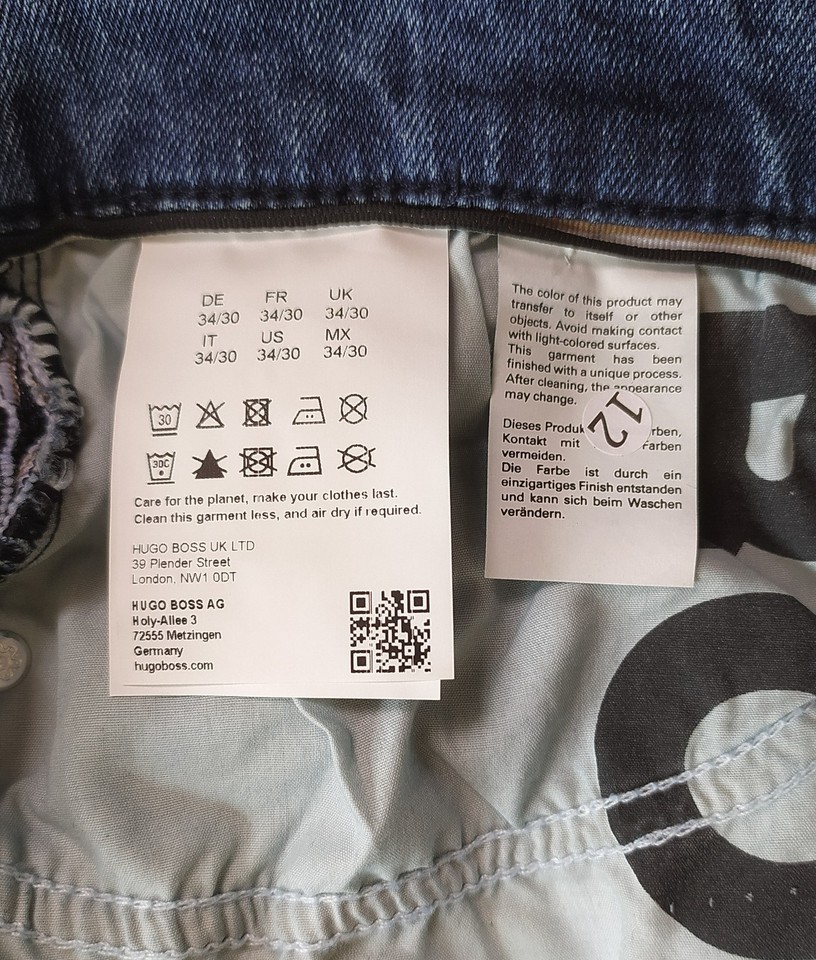 DE FR UK
34/30 34/30 34/30
IT US MX
34/30 34/30 34/30
30
30C
Care for the planet, make your clothes last.
Clean this garment less, and air dry if required.
HUGO BOSS UK LTD
39 Plender Street
London, NW1 0DT
HUGO BOSS AG
Holy-Allee 3
72555 Metzingen
Germany
hugoboss.com
The color of this product may
transfer to itself or other
objects. Avoid making contact
with light-colored surfaces.
This garment has been
finished with a unique process.
After cleaning, the appearance
may change.
12
Dieses Produk rben,
Kontakt mit Farben
vermeiden.
Die Farbe ist durch ein
einzigartiges Finish entstanden
und kann sich beim Waschen
verändern.